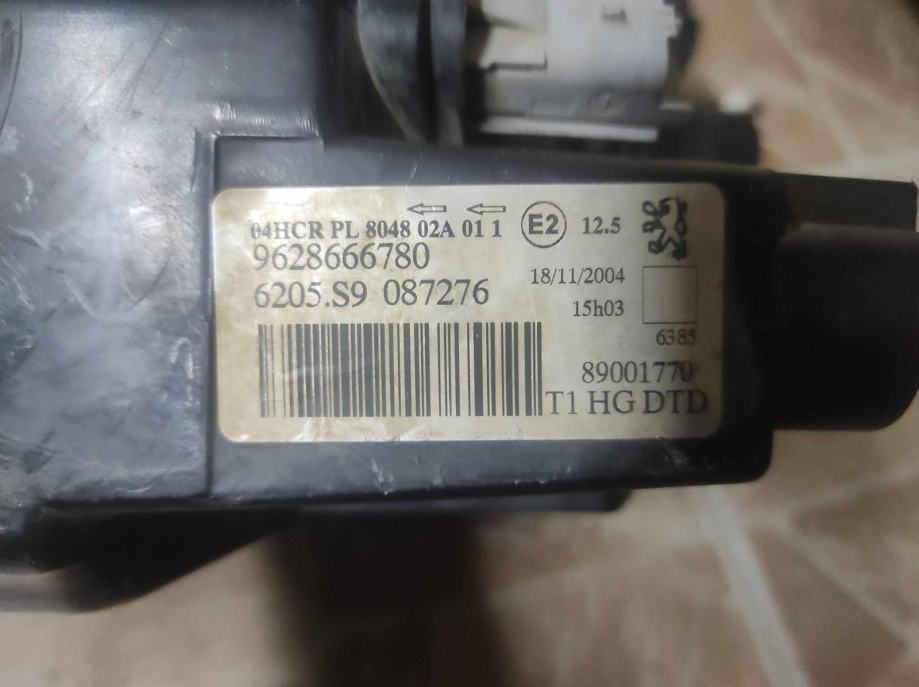 04HCR PL 8048 02A 01 1 E2 12.5
9628666780
18/11/2004
6205.S9 087276
15h03
6385
89001770
T1 HG DTD